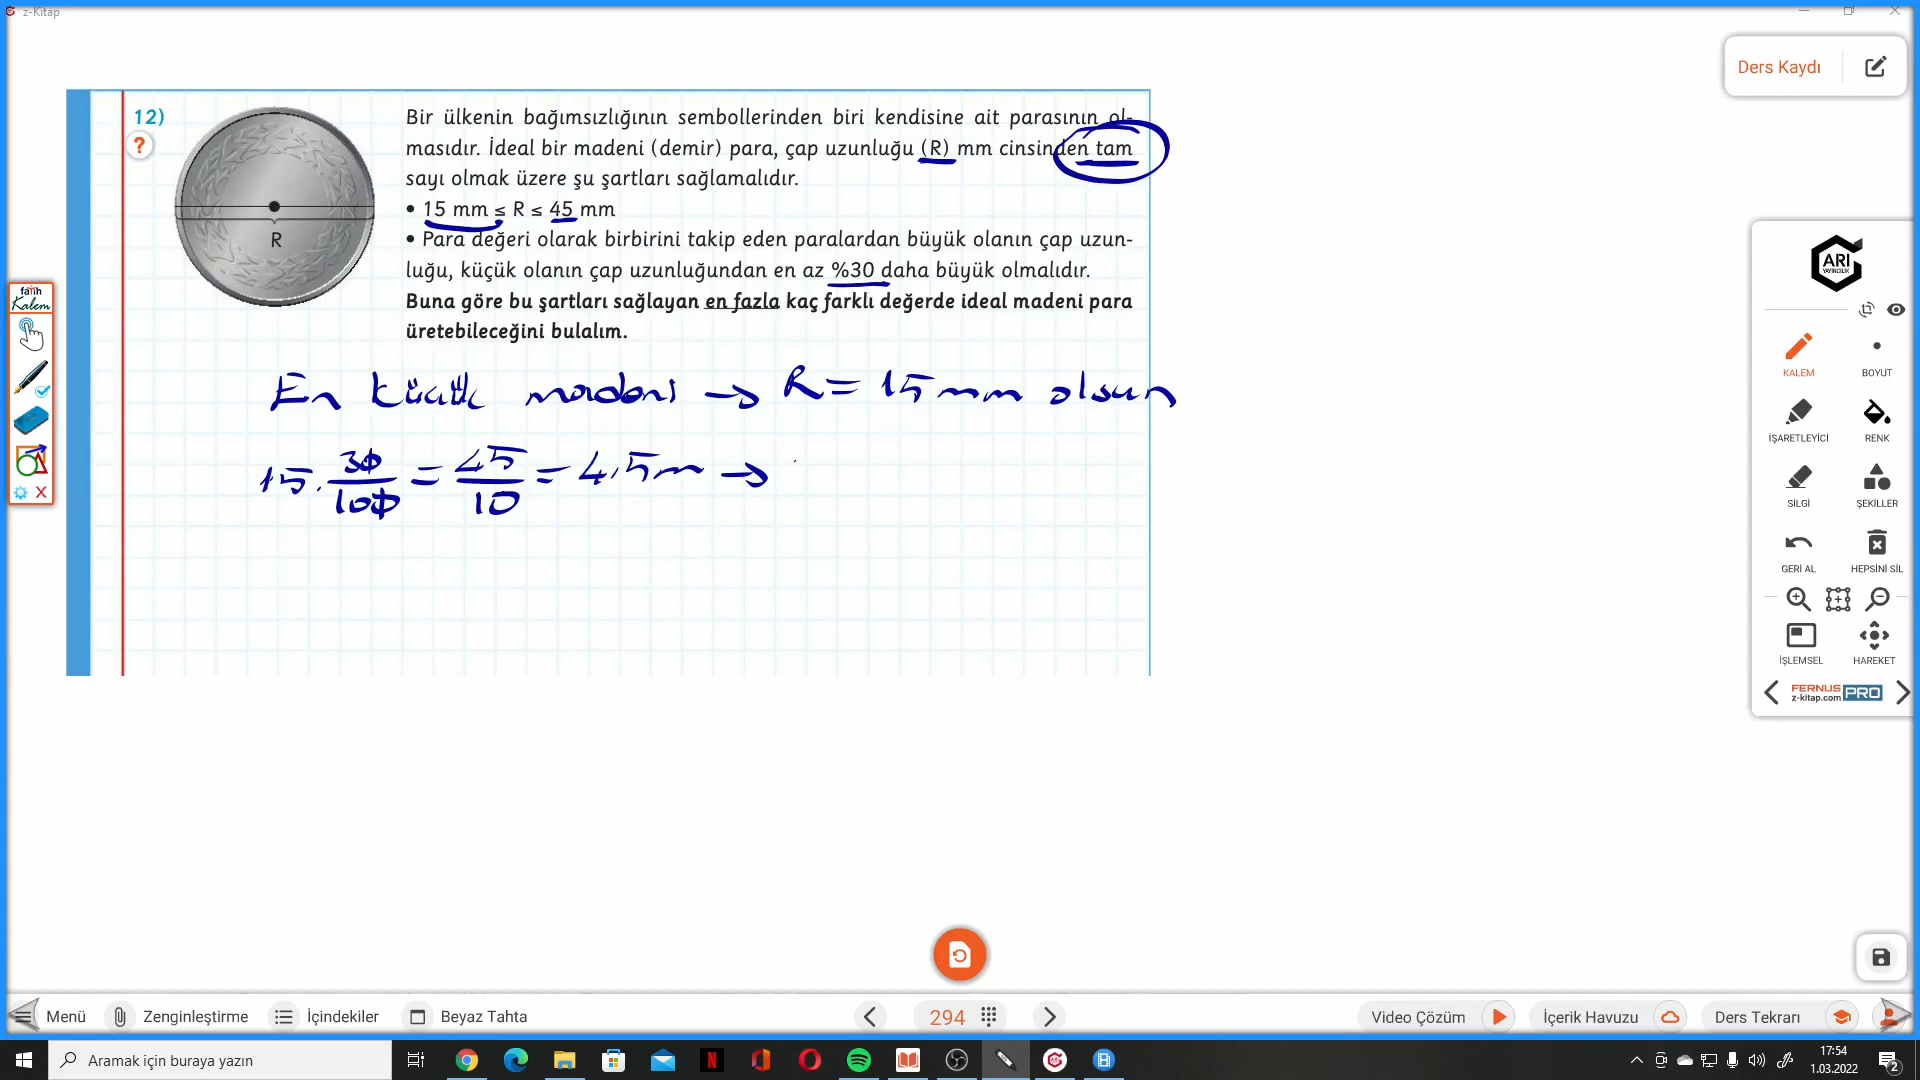 z-Kitap
Ders Kaydı
12)
?
Bir ülkenin bağımsızlığının sembollerinden biri kendisine ait parasının ol-
masıdır. İdeal bir madeni (demir) para, çap uzunluğu (R) mm cinsinden tam
sayı olmak üzere şu şartları sağlamalıdır.
• 15 mm ≤ R ≤ 45 mm
• Para değeri olarak birbirini takip eden paralardan büyük olanın çap uzun-
luğu, küçük olanın çap uzunluğundan en az %30 daha büyük olmalıdır.
Buna göre bu şartları sağlayan en fazla kaç farklı değerde ideal madeni para
üretebileceğini bulalım.
R
En küçük madeni → R = 15 mm olsun
15 . 30/100 = 45/10 = 4,5 m →
fatih
Kalem
X
ARI
YAYINCILIK
KALEM
BOYUT
İŞARETLEYİCİ
RENK
SİLGİ
ŞEKİLLER
GERİ AL
HEPSİNİ SİL
İŞLEMSEL
HAREKET
FERNUS
z-kitap.com
PRO
Menü
Zenginleştirme
İçindekiler
Beyaz Tahta
294
Video Çözüm
İçerik Havuzu
Ders Tekrarı
Aramak için buraya yazın
17:54
1.03.2022
2